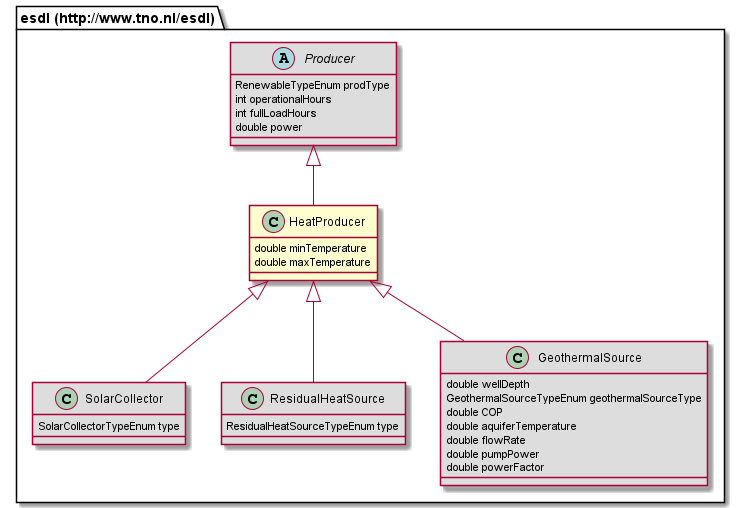 esdl (http://www.tno.nl/esdl)
A Producer
RenewableTypeEnum prodType
int operationalHours
int fullLoadHours
double power
C HeatProducer
double minTemperature
double maxTemperature
C SolarCollector
SolarCollectorTypeEnum type
C ResidualHeatSource
ResidualHeatSourceTypeEnum type
C GeothermalSource
double wellDepth
GeothermalSourceTypeEnum geothermalSourceType
double COP
double aquiferTemperature
double flowRate
double pumpPower
double powerFactor